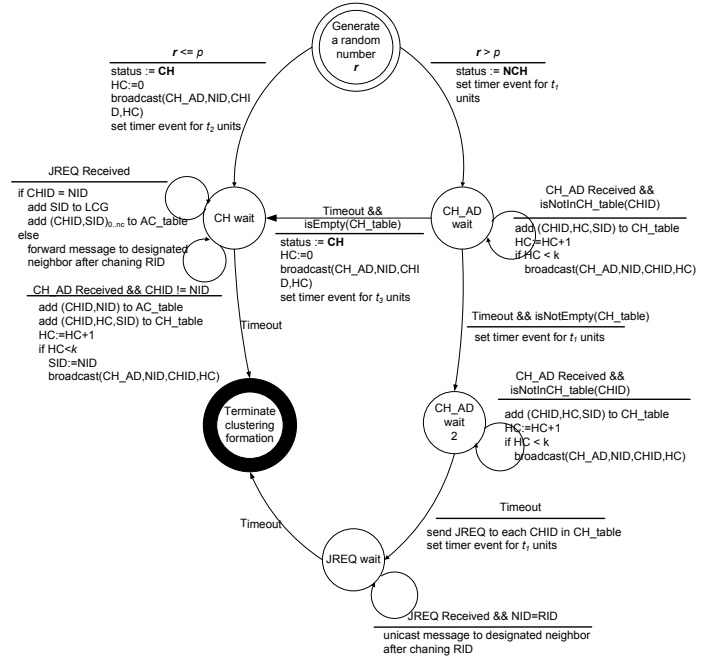 Generate
a random
number
r
r <= p
status := CH
HC:=0
broadcast(CH_AD,NID,CHI
D,HC)
set timer event for t2 units
r > p
status := NCH
set timer event for t1
units
JREQ Received
if CHID = NID
add SID to LCG
add (CHID,SID)0..nc to AC_table
else
forward message to designated
neighbor after chaning RID
CH wait
Timeout &&
isEmpty(CH_table)
status := CH
HC:=0
broadcast(CH_AD,NID,CHI
D,HC)
set timer event for t3 units
CH_AD
wait
CH_AD Received &&
isNotInCH_table(CHID)
add (CHID,HC,SID) to CH_table
HC:=HC+1
if HC < k
broadcast(CH_AD,NID,CHID,HC)
CH_AD Received && CHID != NID
add (CHID,NID) to AC_table
add (CHID,HC,SID) to CH_table
HC:=HC+1
if HC<k
SID:=NID
broadcast(CH_AD,NID,CHID,HC)
Timeout
Timeout && isNotEmpty(CH_table)
set timer event for t1 units
Terminate
clustering
formation
CH_AD
wait
2
CH_AD Received &&
isNotInCH_table(CHID)
add (CHID,HC,SID) to CH_table
HC:=HC+1
if HC < k
broadcast(CH_AD,NID,CHID,HC)
Timeout
send JREQ to each CHID in CH_table
set timer event for t1 units
Timeout
JREQ wait
JREQ Received && NID=RID
unicast message to designated neighbor
after chaning RID